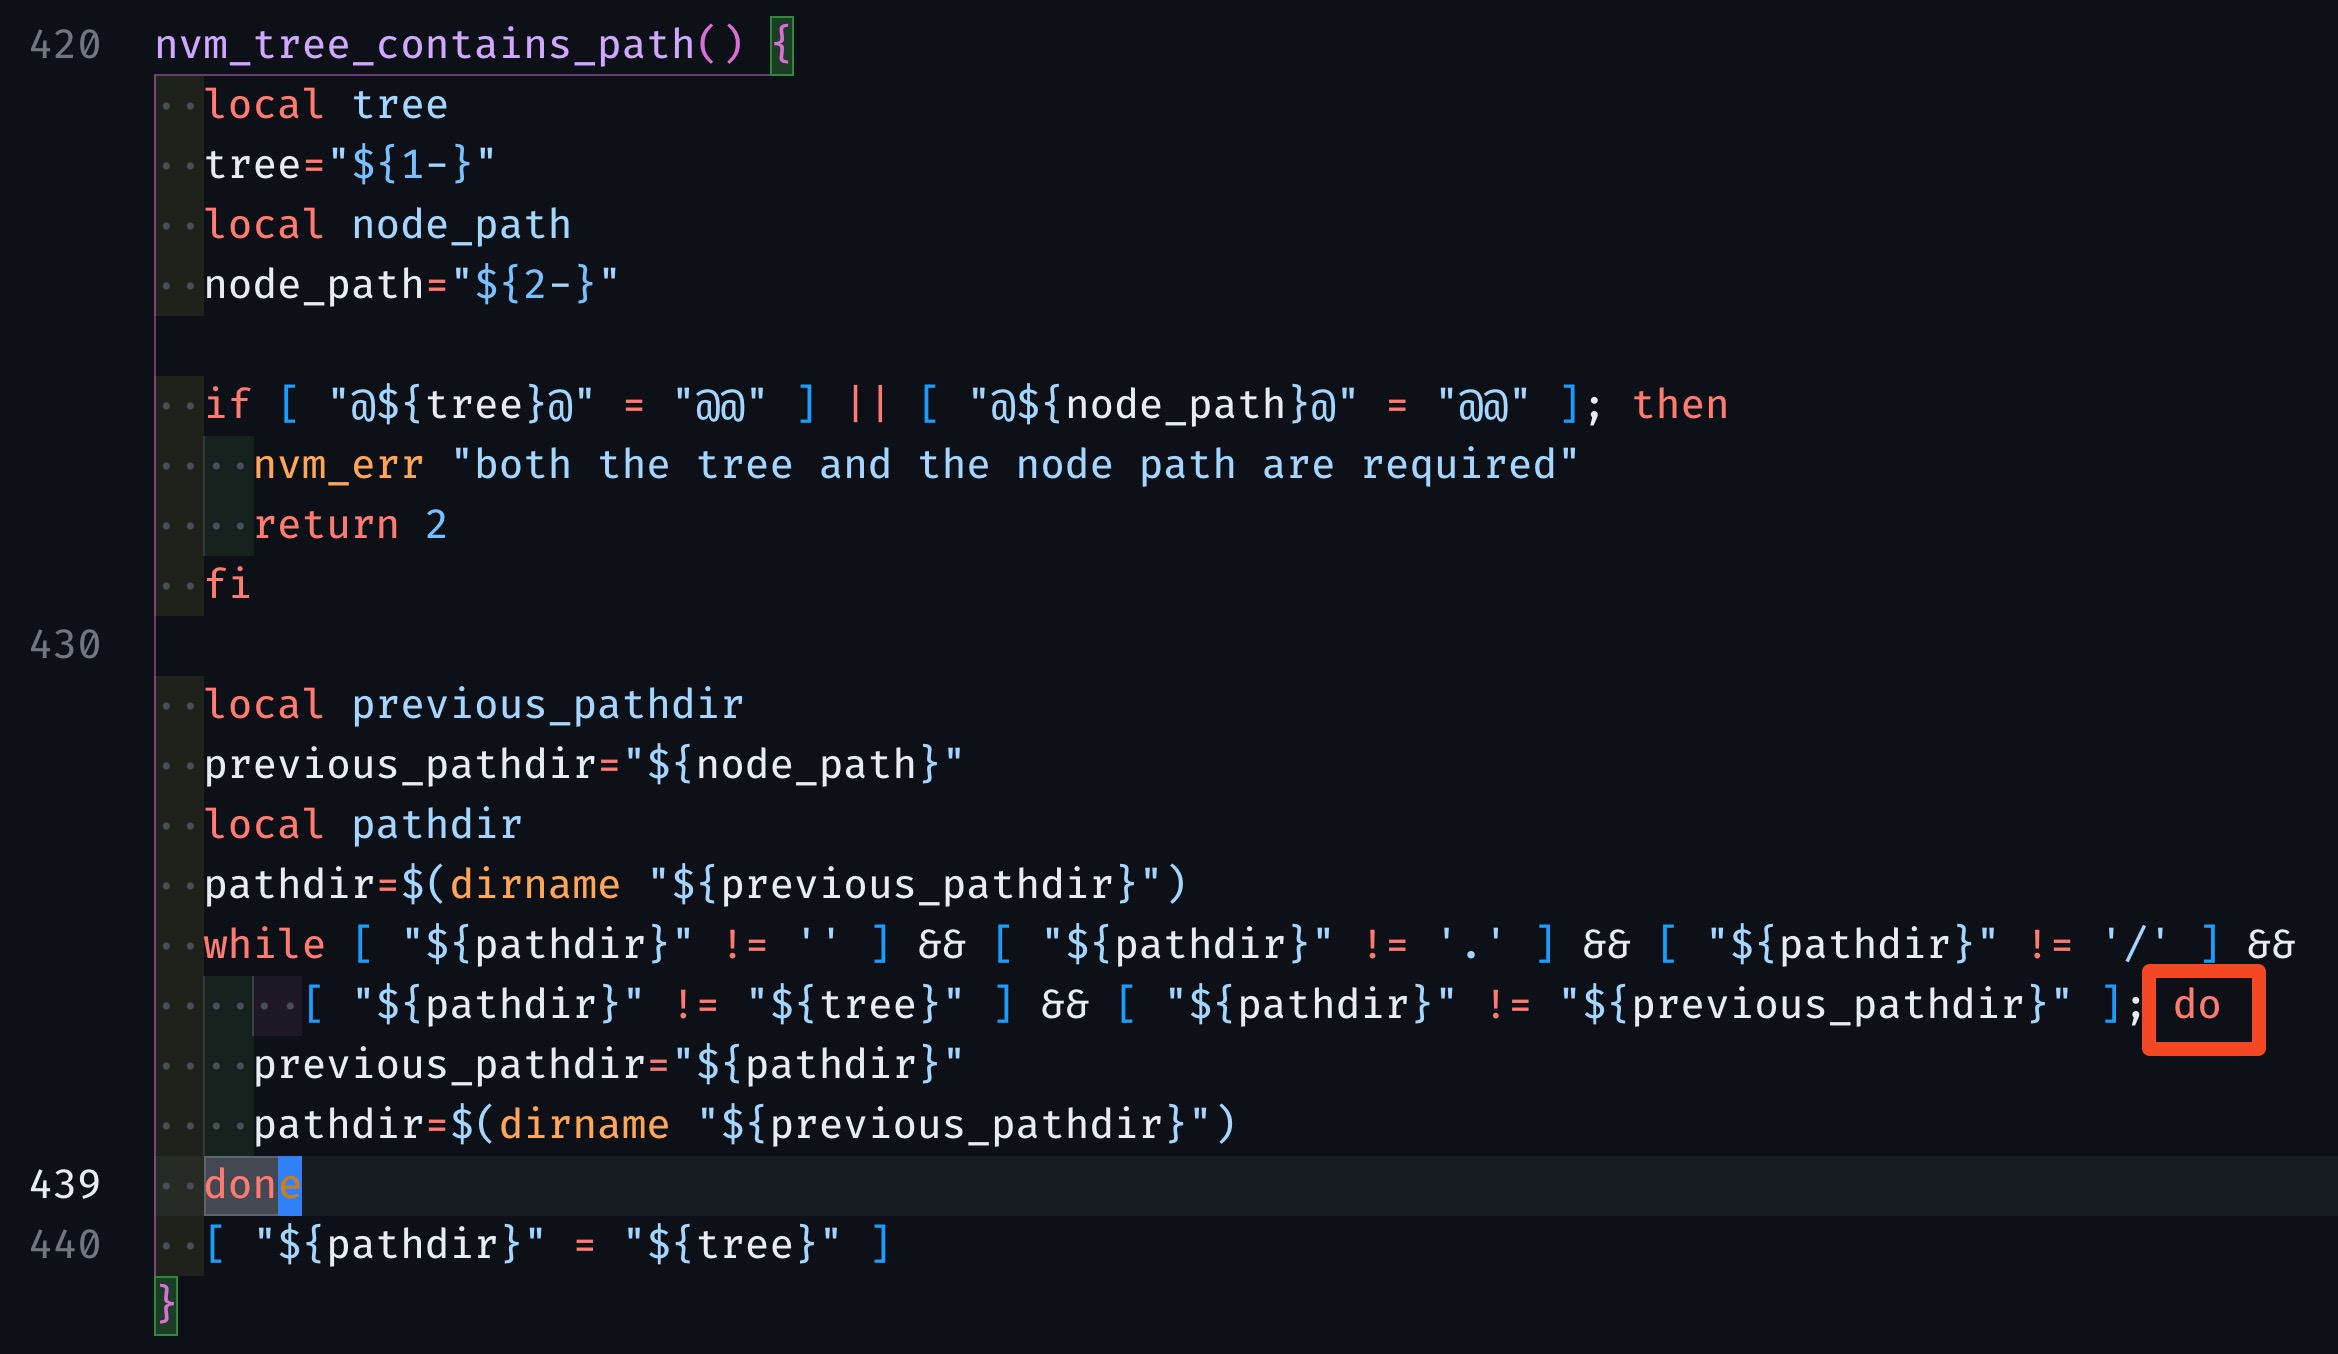 420 nvm_tree_contains_path() {
local tree
tree="${1-}"
local node_path
node_path="${2-}"
if [ "@${tree}@" = "@@" ] || [ "@${node_path}@" = "@@" ]; then
nvm_err "both the tree and the node path are required"
return 2
fi
430
local previous_pathdir
previous_pathdir="${node_path}"
local pathdir
pathdir=$(dirname "${previous_pathdir}")
while [ "${pathdir}" != '' ] && [ "${pathdir}" != '.' ] && [ "${pathdir}" != '/' ] &&
[ "${pathdir}" != "${tree}" ] && [ "${pathdir}" != "${previous_pathdir}" ]; do
previous_pathdir="${pathdir}"
pathdir=$(dirname "${previous_pathdir}")
439 done
440 [ "${pathdir}" = "${tree}" ]
}